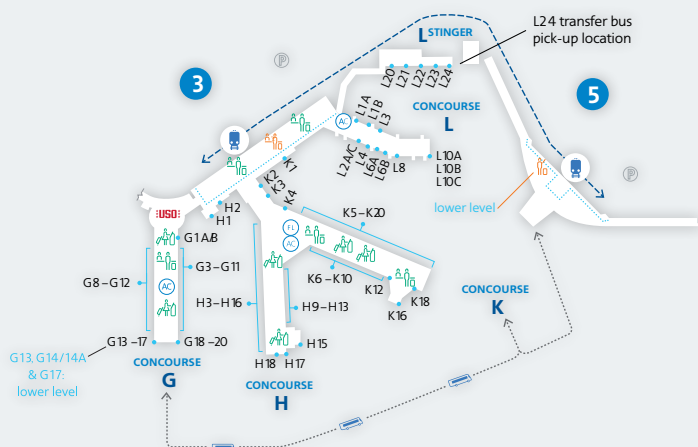 L24 transfer bus
pick-up location
L STINGER
L20
L21
L22
L23
L24
3
5
P
AC
L1A
L1B
L3
CONCOURSE
L
L2A/C
L4
L6A
L6B
L8
L10A
L10B
L10C
P
K1
K2
K3
K4
lower level
USO
H2
H1
G1A/B
FL
AC
K5–K20
G8–G12
G3–G11
AC
K6–K10
K12
K18
K16
H3–H16
H9–H13
CONCOURSE
K
G13–17
G18–20
H15
H18
H17
G13, G14/14A
& G17:
lower level
CONCOURSE
G
CONCOURSE
H